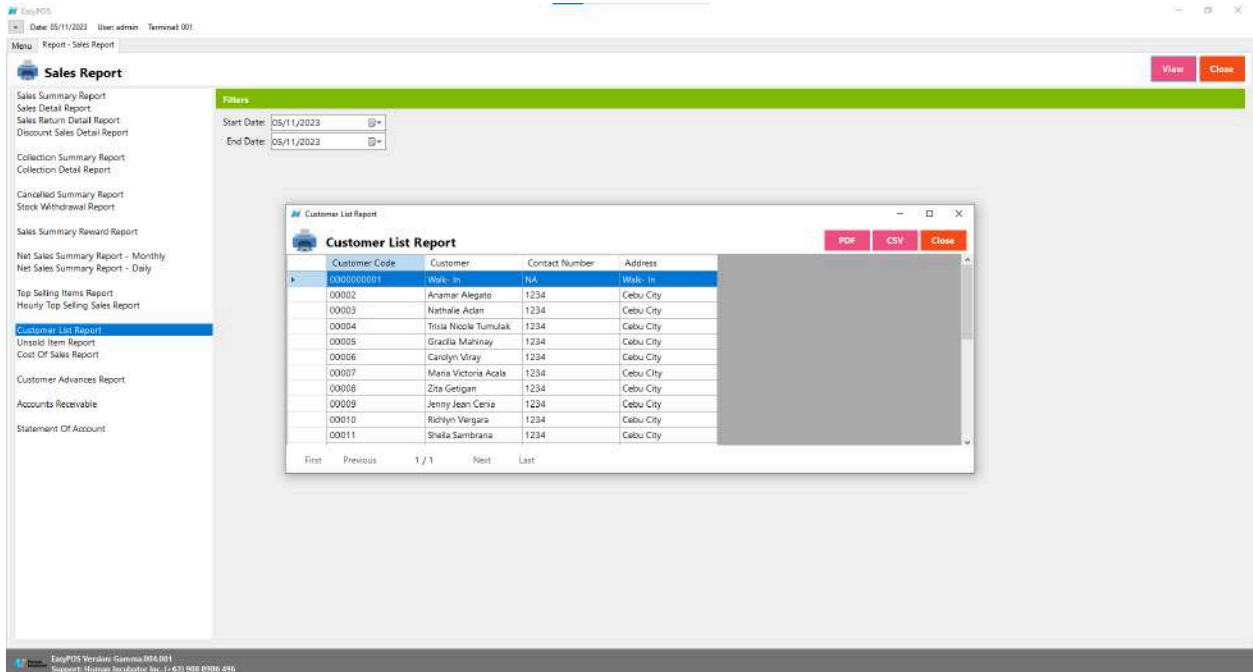 EasyPOS
Date: 05/11/2023 User: admin Terminal: 001
Menu Report - Sales Report
Sales Report View Close
Sales Summary Report
Sales Detail Report
Sales Return Detail Report
Discount Sales Detail Report
Collection Summary Report
Collection Detail Report
Cancelled Summary Report
Stock Withdrawal Report
Sales Summary Reward Report
Net Sales Summary Report - Monthly
Net Sales Summary Report - Daily
Top Selling Items Report
Hourly Top Selling Sales Report
Customer List Report
Unsold Item Report
Cost Of Sales Report
Customer Advances Report
Accounts Receivable
Statement Of Account
Filters
Start Date: 05/11/2023
End Date: 05/11/2023
Customer List Report
Customer List Report PDF CSV Close
Customer Code Customer Contact Number Address
0000000001 Walk- In NA Walk- In
00002 Anamar Alegato 1234 Cebu City
00003 Nathalie Adlan 1234 Cebu City
00004 Trisia Nicole Tumulak 1234 Cebu City
00005 Gracilla Mahinay 1234 Cebu City
00006 Carolyn Viray 1234 Cebu City
00007 Maria Victoria Acala 1234 Cebu City
00008 Zita Getigan 1234 Cebu City
00009 Jenny Jean Cenia 1234 Cebu City
00010 Richlyn Vergara 1234 Cebu City
00011 Sheila Sambrana 1234 Cebu City
First Previous 1 / 1 Next Last
EasyPOS Version: Gamma.004.001
Support: Human Incubator Inc. (+63) 908 8906 496